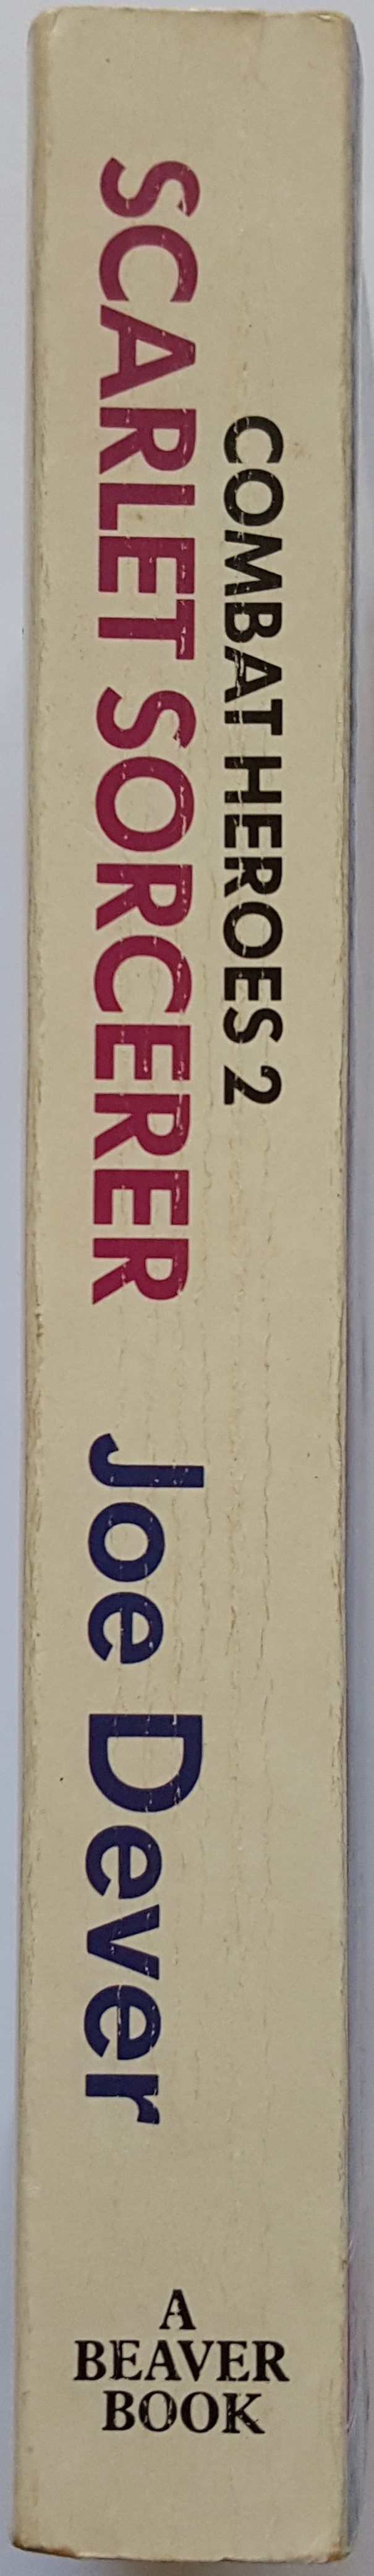 COMBAT HEROES 2
SCARLET SORCERER
Joe Dever
A
BEAVER
BOOK